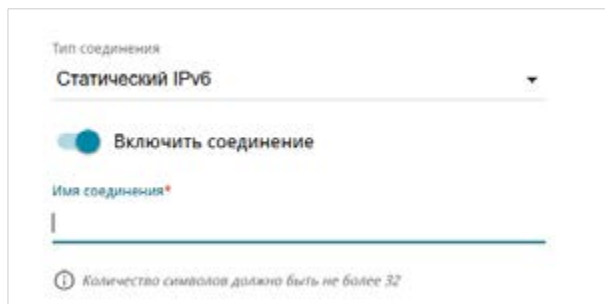 Тип соединения
Статический IPv6
Включить соединение
Имя соединения*
Количество символов должно быть не более 32